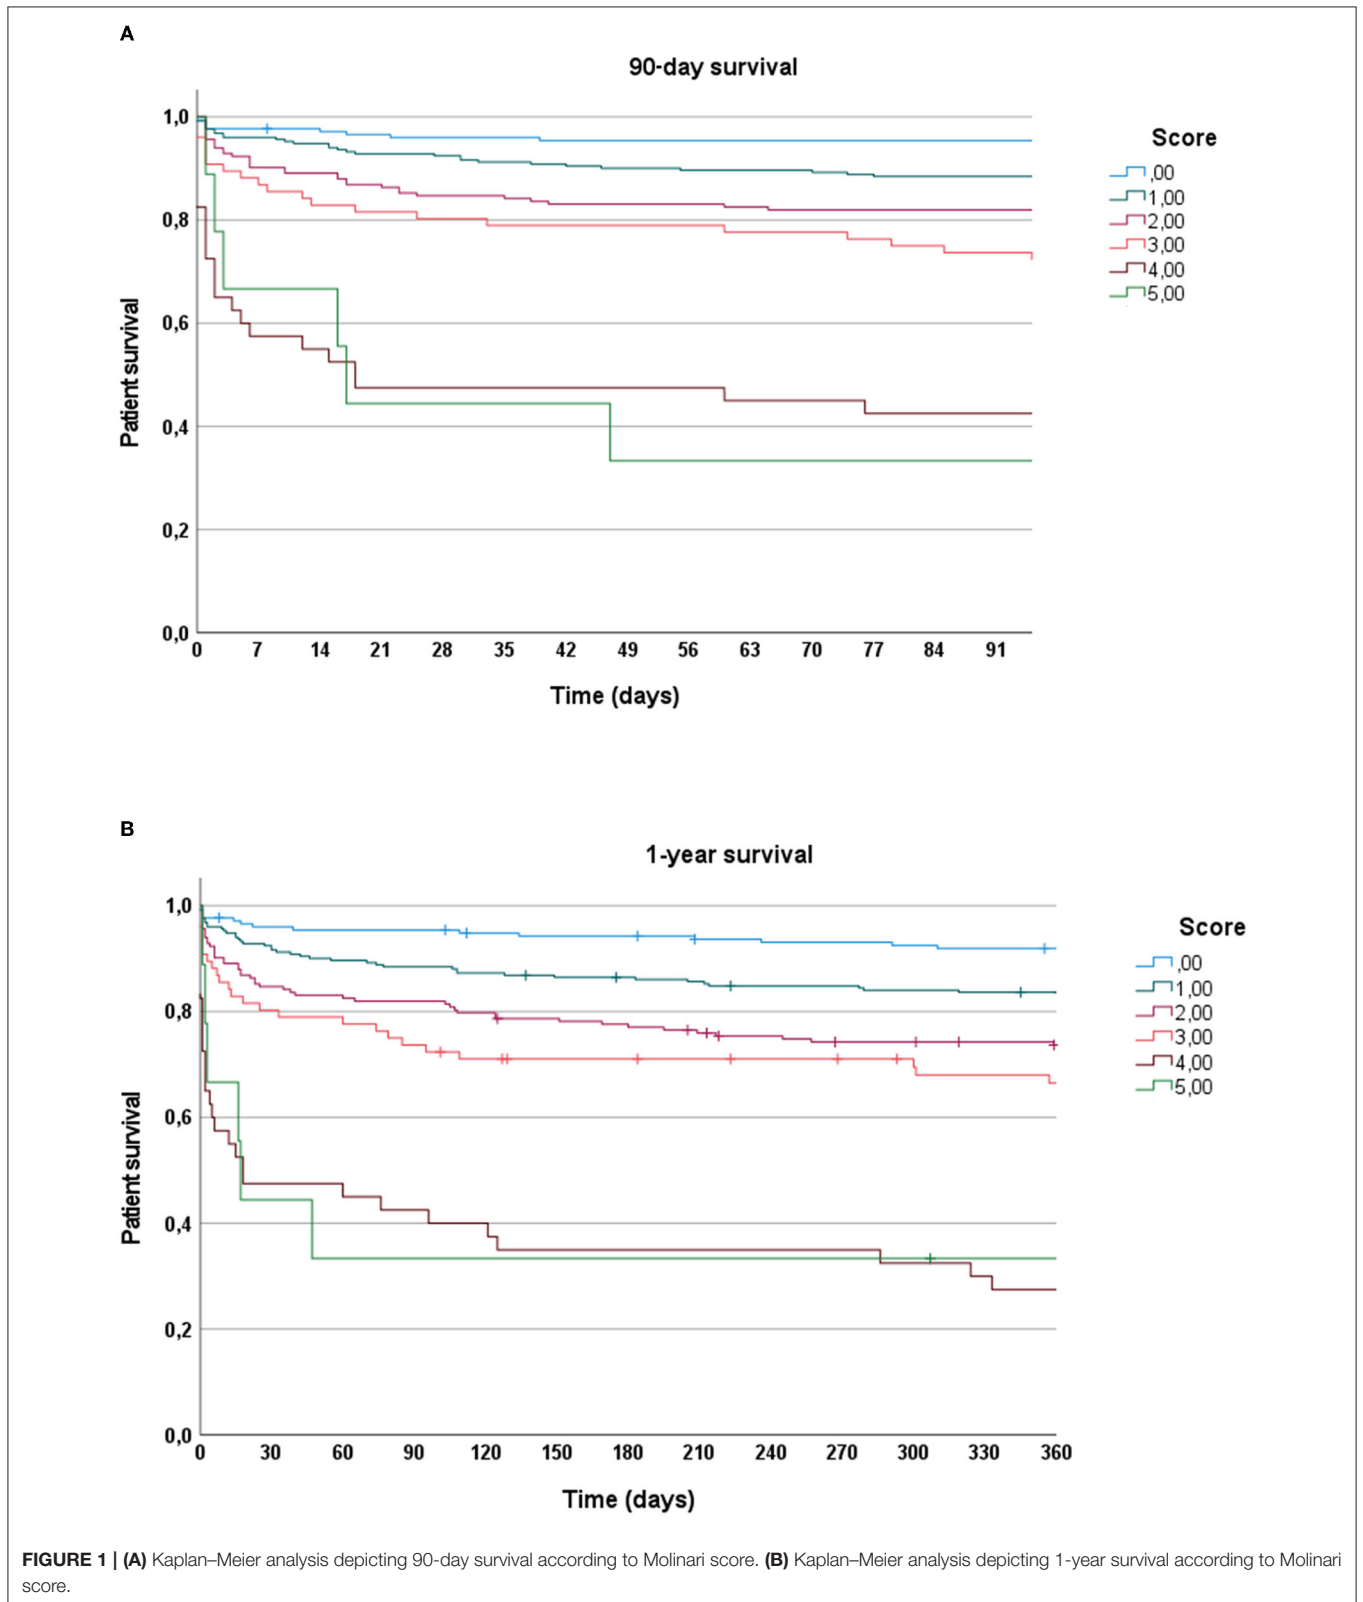 A
90-day survival
1,0
0,8
0,6
0,4
0,2
0,0
Patient survival
0 7 14 21 28 35 42 49 56 63 70 77 84 91
Time (days)
Score
,00
1,00
2,00
3,00
4,00
5,00
B
1-year survival
1,0
0,8
0,6
0,4
0,2
0,0
Patient survival
0 30 60 90 120 150 180 210 240 270 300 330 360
Time (days)
Score
,00
1,00
2,00
3,00
4,00
5,00
FIGURE 1 | (A) Kaplan–Meier analysis depicting 90-day survival according to Molinari score. (B) Kaplan–Meier analysis depicting 1-year survival according to Molinari
score.